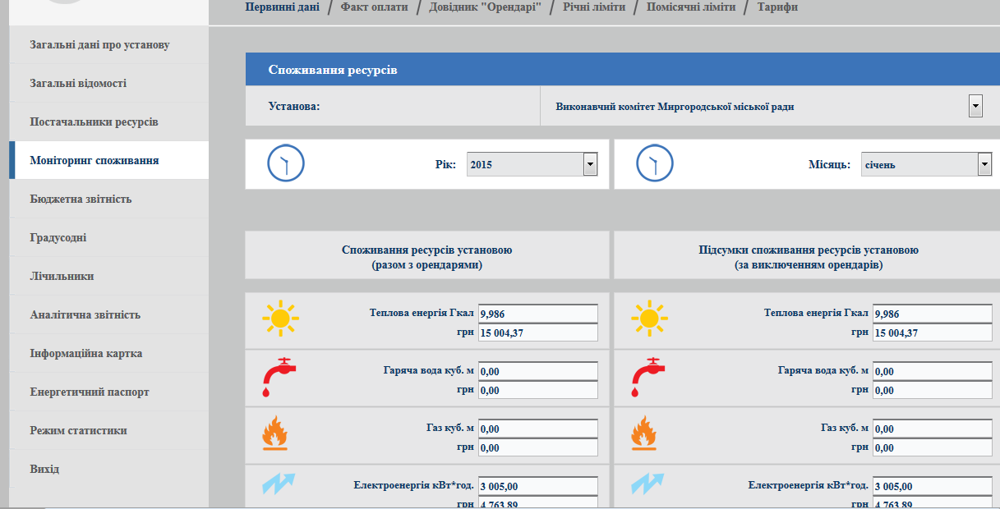 Первинні дані / Факт оплати / Довідник "Орендарі" / Річні ліміти / Помісячні ліміти / Тарифи
Загальні дані про установу
Загальні відомості
Постачальники ресурсів
Моніторинг споживання
Бюджетна звітність
Градусодні
Лічильники
Аналітична звітність
Інформаційна картка
Енергетичний паспорт
Режим статистики
Вихід
Споживання ресурсів
Установа: Виконавчий комітет Миргородської міської ради
Рік: 2015 Місяць: січень
Споживання ресурсів установою
(разом з орендарями)
Теплова енергія Гкал 9,986
грн 15 004,37
Гаряча вода куб. м 0,00
грн 0,00
Газ куб. м 0,00
грн 0,00
Електроенергія кВт*год. 3 005,00
грн 4 763,89
Підсумки споживання ресурсів установою
(за виключенням орендарів)
Теплова енергія Гкал 9,986
грн 15 004,37
Гаряча вода куб. м 0,00
грн 0,00
Газ куб. м 0,00
грн 0,00
Електроенергія кВт*год. 3 005,00
грн 4 763,89